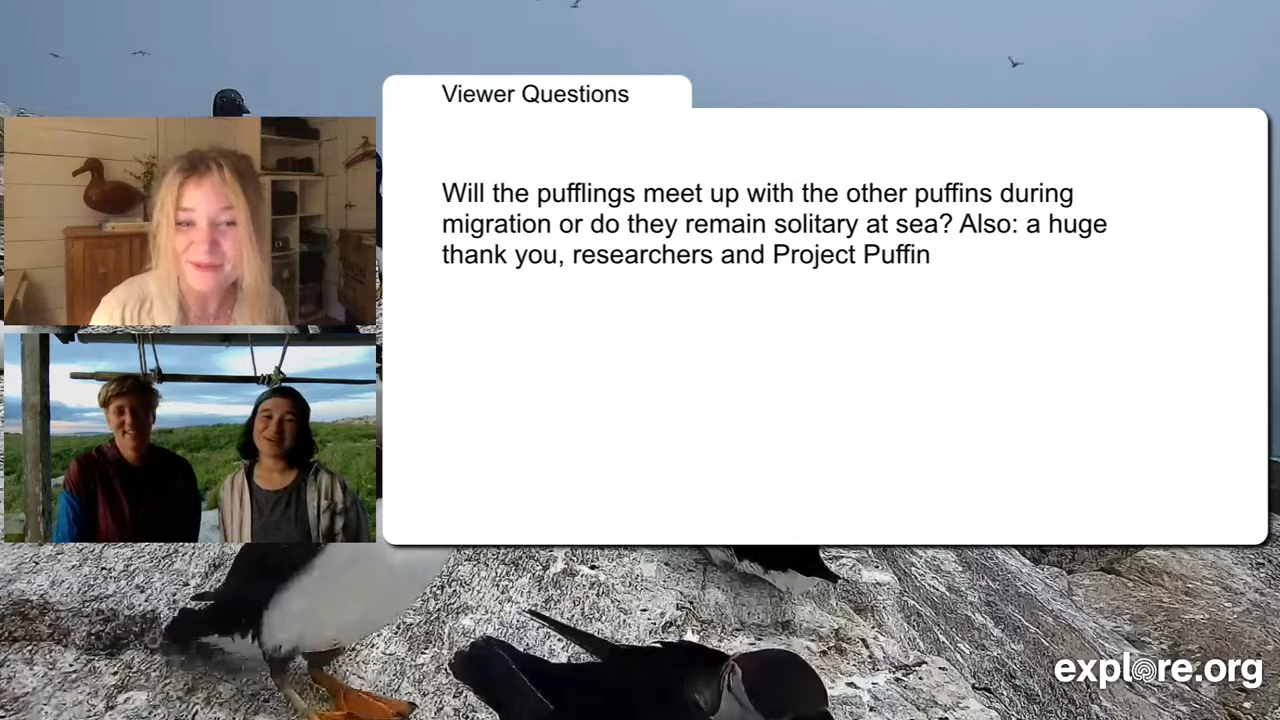 Viewer Questions
Will the pufflings meet up with the other puffins during
migration or do they remain solitary at sea? Also: a huge
thank you, researchers and Project Puffin
explore.org